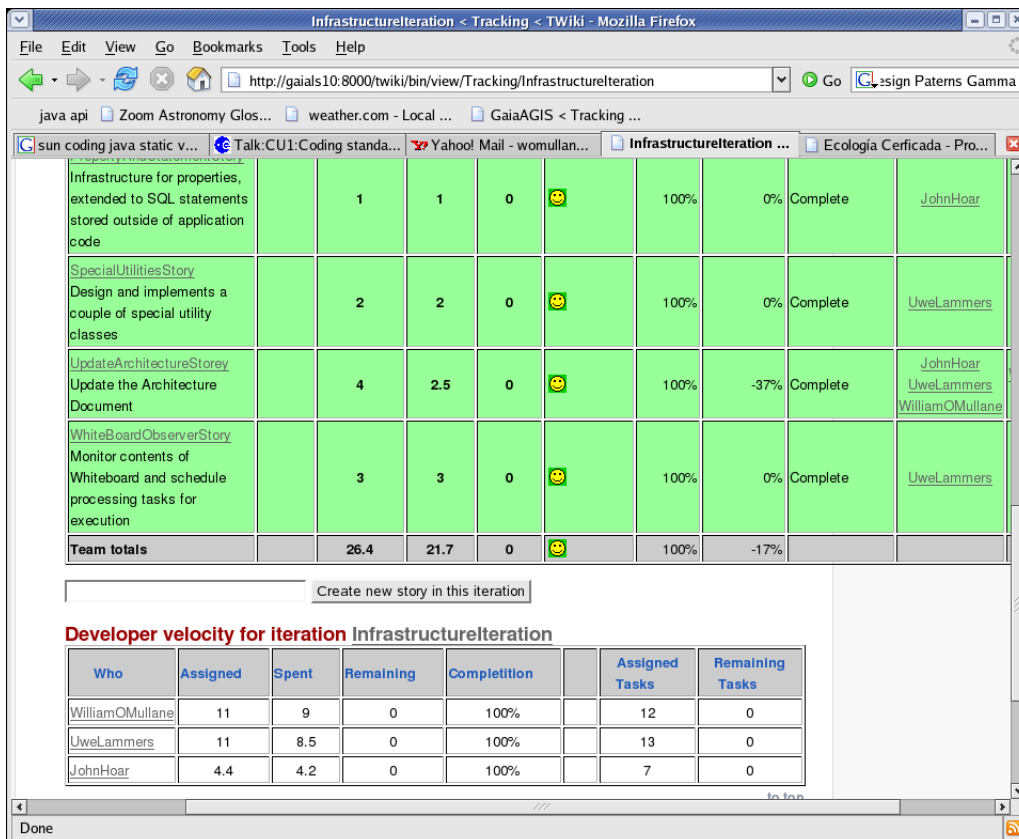 InfrastructureIteration < Tracking < TWiki - Mozilla Firefox
File Edit View Go Bookmarks Tools Help
http://gaials10:8000/twiki/bin/view/Tracking/InfrastructureIteration Go esign Paterns Gamma
java api Zoom Astronomy Glos... weather.com - Local ... GaiaAGIS < Tracking ...
sun coding java static v... Talk:CU1:Coding standa... Yahoo! Mail - womullan... InfrastructureIteration ... Ecología Cerficada - Pro...
PropertyAndStatementStory
Infrastructure for properties,
extended to SQL statements
stored outside of application
code
1 1 0 100% 0% Complete JohnHoar
SpecialUtilitiesStory
Design and implements a
couple of special utility
classes
2 2 0 100% 0% Complete UweLammers
UpdateArchitectureStorey
Update the Architecture
Document
4 2.5 0 100% -37% Complete
JohnHoar
UweLammers
WilliamOMullane
WhiteBoardObserverStory
Monitor contents of
Whiteboard and schedule
processing tasks for
execution
3 3 0 100% 0% Complete UweLammers
Team totals 26.4 21.7 0 100% -17%
Create new story in this iteration
Developer velocity for iteration InfrastructureIteration
Who Assigned Spent Remaining Completition Assigned Tasks Remaining Tasks
WilliamOMullane 11 9 0 100% 12 0
UweLammers 11 8.5 0 100% 13 0
JohnHoar 4.4 4.2 0 100% 7 0
to top
Done